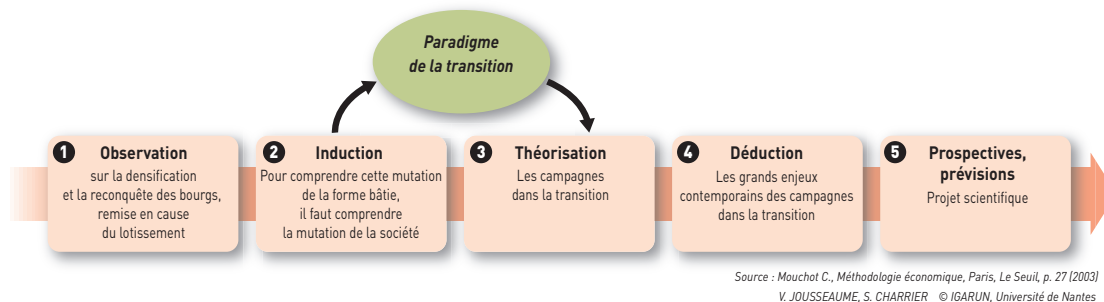 Paradigme
de la transition
1 Observation
sur la densification
et la reconquête des bourgs,
remise en cause
du lotissement
2 Induction
Pour comprendre cette mutation
de la forme bâtie,
il faut comprendre
la mutation de la société
3 Théorisation
Les campagnes
dans la transition
4 Déduction
Les grands enjeux
contemporains des campagnes
dans la transition
5 Prospectives,
prévisions
Projet scientifique
Source : Mouchot C., Méthodologie économique, Paris, Le Seuil, p. 27 (2003)
V. JOUSSEAUME, S. CHARRIER © IGARUN, Université de Nantes